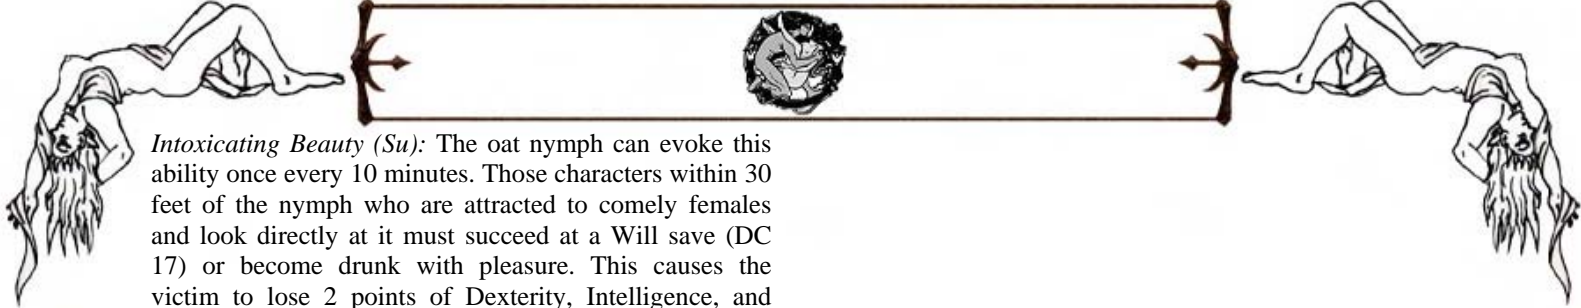 Intoxicating Beauty (Su): The oat nymph can evoke this
ability once every 10 minutes. Those characters within 30
feet of the nymph who are attracted to comely females
and look directly at it must succeed at a Will save (DC
17) or become drunk with pleasure. This causes the
victim to lose 2 points of Dexterity, Intelligence, and